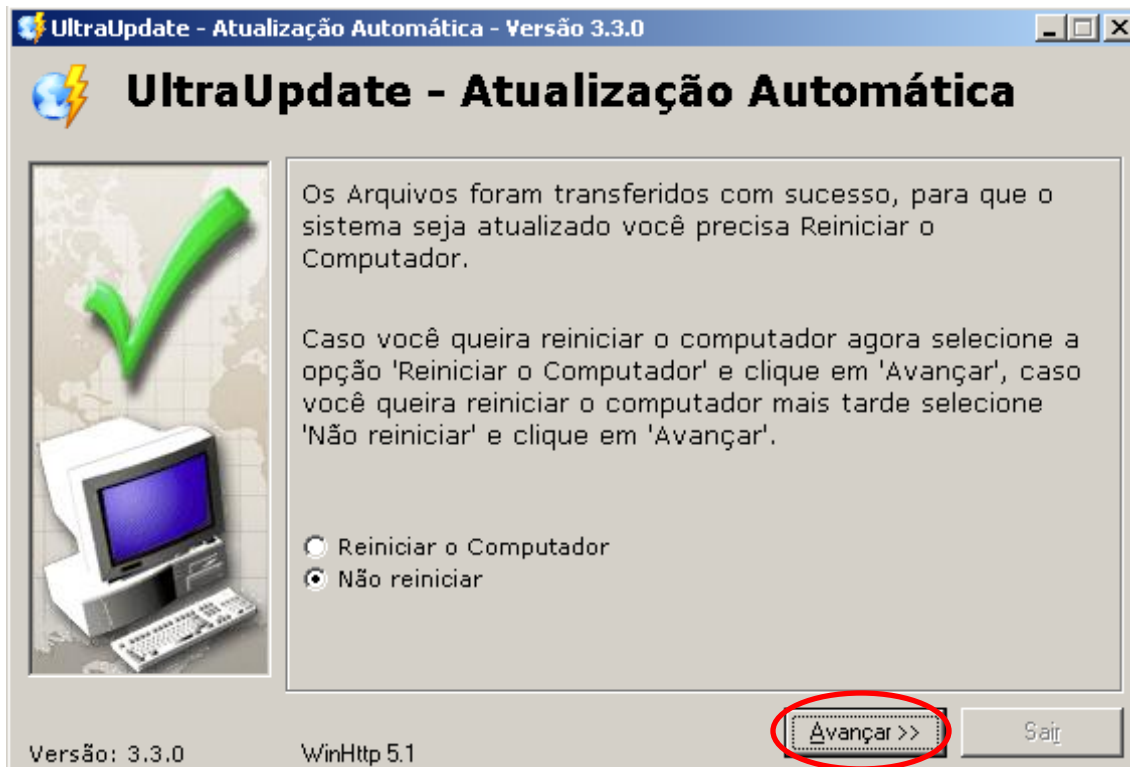 UltraUpdate - Atualização Automática - Versão 3.3.0
UltraUpdate - Atualização Automática
Os Arquivos foram transferidos com sucesso, para que o
sistema seja atualizado você precisa Reiniciar o
Computador.
Caso você queira reiniciar o computador agora selecione a
opção 'Reiniciar o Computador' e clique em 'Avançar', caso
você queira reiniciar o computador mais tarde selecione
'Não reiniciar' e clique em 'Avançar'.
Reiniciar o Computador
Não reiniciar
Avançar >>
Sair
Versão: 3.3.0
WinHttp 5.1